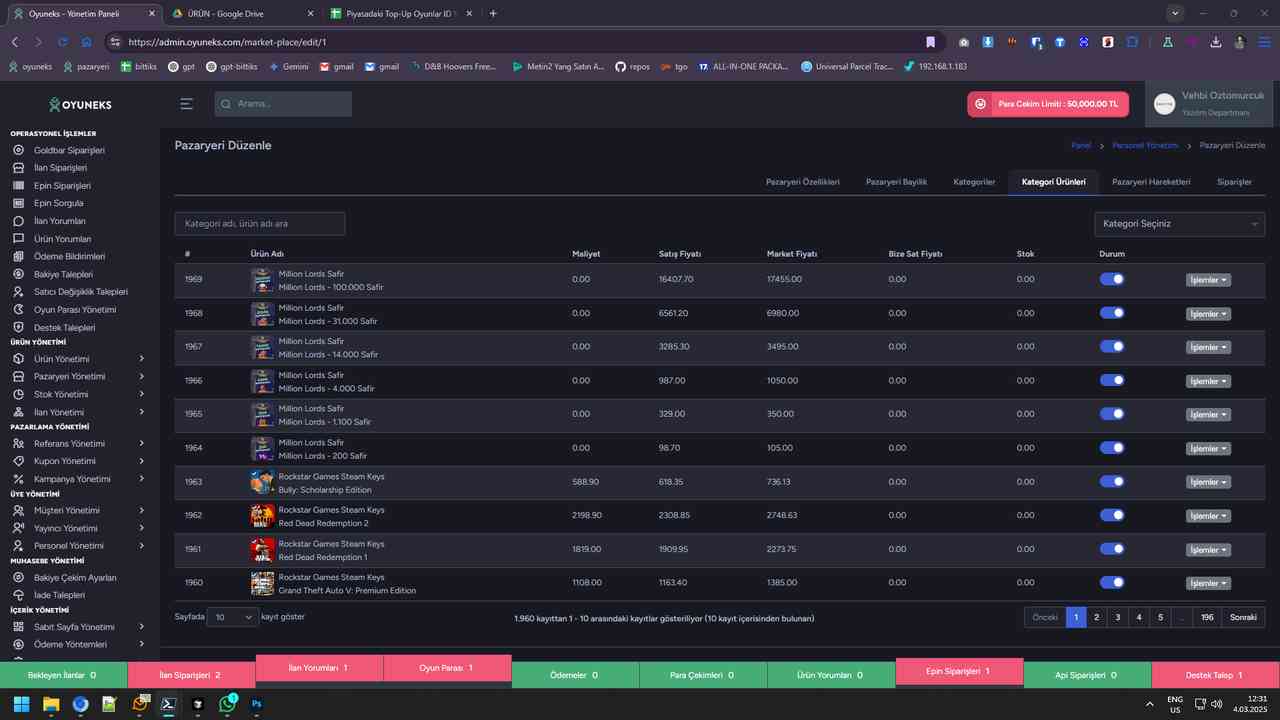 Oyuneks - Yönetim Paneli
ÜRÜN - Google Drive
Piyasadaki Top-Up Oyunlar ID
https://admin.oyuneks.com/market-place/edit/1
oyuneks
pazaryeri
bittiks
gpt
gpt-bittiks
Gemini
gmail
gmail
D&B Hoovers Free...
Metin2 Yang Satın A...
repos
tgo
ALL-IN-ONE PACKA...
Universal Parcel Trac...
192.168.1.183
OYUNEKS
Arama...
Para Çekim Limiti : 50,000.00 TL
Vehbi Oztomurcuk
Yazılım Departmanı
OPERASYONEL İŞLEMLER
Goldbar Siparişleri
İlan Siparişleri
Epin Siparişleri
Epin Sorgula
İlan Yorumları
Ürün Yorumları
Ödeme Bildirimleri
Bakiye Talepleri
Satıcı Değişiklik Talepleri
Oyun Parası Yönetimi
Destek Talepleri
ÜRÜN YÖNETİMİ
Ürün Yönetimi
Pazaryeri Yönetimi
Stok Yönetimi
İlan Yönetimi
PAZARLAMA YÖNETİMİ
Referans Yönetimi
Kupon Yönetimi
Kampanya Yönetimi
ÜYE YÖNETİMİ
Müşteri Yönetimi
Yayıncı Yönetimi
Personel Yönetimi
MUHASEBE YÖNETİMİ
Bakiye Çekim Ayarları
İade Talepleri
İÇERİK YÖNETİMİ
Sabit Sayfa Yönetimi
Ödeme Yöntemleri
Pazaryeri Düzenle
Panel > Personel Yönetimi > Pazaryeri Düzenle
Pazaryeri Özellikleri
Pazaryeri Bayilik
Kategoriler
Kategori Ürünleri
Pazaryeri Hareketleri
Siparişler
Kategori adı, ürün adı ara
Kategori Seçiniz
# Ürün Adı Maliyet Satış Fiyatı Market Fiyatı Bize Sat Fiyatı Stok Durum
1969 Million Lords Safir
Million Lords - 100.000 Safir 0.00 16407.70 17455.00 0.00 0.00 İşlemler
1968 Million Lords Safir
Million Lords - 31.000 Safir 0.00 6561.20 6980.00 0.00 0.00 İşlemler
1967 Million Lords Safir
Million Lords - 14.000 Safir 0.00 3285.30 3495.00 0.00 0.00 İşlemler
1966 Million Lords Safir
Million Lords - 4.000 Safir 0.00 987.00 1050.00 0.00 0.00 İşlemler
1965 Million Lords Safir
Million Lords - 1.100 Safir 0.00 329.00 350.00 0.00 0.00 İşlemler
1964 Million Lords Safir
Million Lords - 200 Safir 0.00 98.70 105.00 0.00 0.00 İşlemler
1963 Rockstar Games Steam Keys
Bully: Scholarship Edition 588.90 618.35 736.13 0.00 0.00 İşlemler
1962 Rockstar Games Steam Keys
Red Dead Redemption 2 2198.90 2308.85 2748.63 0.00 0.00 İşlemler
1961 Rockstar Games Steam Keys
Red Dead Redemption 1 1819.00 1909.95 2273.75 0.00 0.00 İşlemler
1960 Rockstar Games Steam Keys
Grand Theft Auto V: Premium Edition 1108.00 1163.40 1385.00 0.00 0.00 İşlemler
Sayfada 10 kayıt göster
1.960 kayıttan 1 - 10 arasındaki kayıtlar gösteriliyor (10 kayıt içerisinden bulunan)
Önceki 1 2 3 4 5 ... 196 Sonraki
Bekleyen İlanlar 0
İlan Siparişleri 2
İlan Yorumları 1
Oyun Parası 1
Ödemeler 0
Para Çekimleri 0
Ürün Yorumları 0
Epin Siparişleri 1
Api Siparişleri 0
Destek Talep 1
ENG
US
12:31
4.03.2025